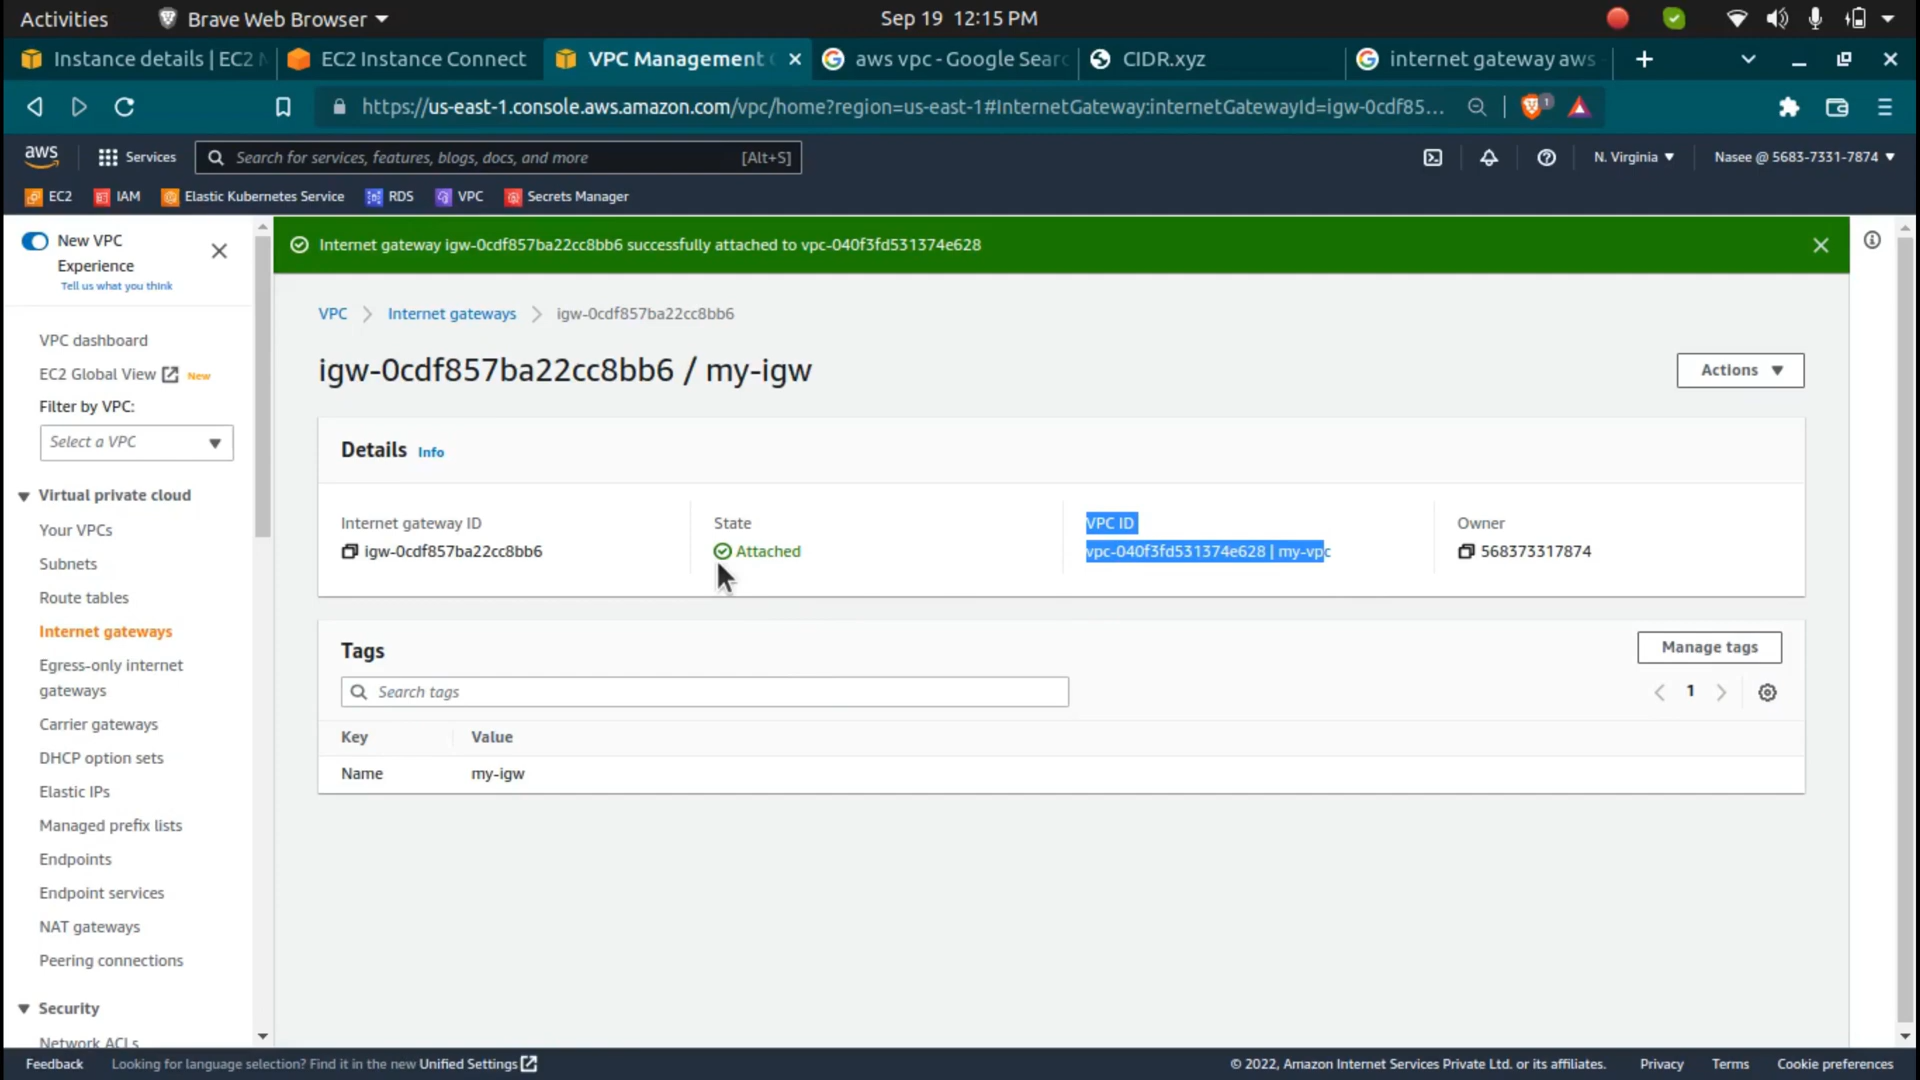 Activities
Brave Web Browser
Sep 19 12:15 PM
Instance details | EC2
EC2 Instance Connect
VPC Management
aws vpc - Google Sear
CIDR.xyz
internet gateway aws
https://us-east-1.console.aws.amazon.com/vpc/home?region=us-east-1#InternetGateway:internetGatewayId=igw-0cdf85...
1
aws
Services
Search for services, features, blogs, docs, and more
[Alt+S]
N. Virginia
Nasee @ 5683-7331-7874
EC2
IAM
Elastic Kubernetes Service
RDS
VPC
Secrets Manager
New VPC
Experience
Tell us what you think
VPC dashboard
EC2 Global View
New
Filter by VPC:
Select a VPC
Virtual private cloud
Your VPCs
Subnets
Route tables
Internet gateways
Egress-only internet
gateways
Carrier gateways
DHCP option sets
Elastic IPs
Managed prefix lists
Endpoints
Endpoint services
NAT gateways
Peering connections
Security
Network ACLs
Internet gateway igw-0cdf857ba22cc8bb6 successfully attached to vpc-040f3fd531374e628
VPC
Internet gateways
igw-0cdf857ba22cc8bb6
igw-0cdf857ba22cc8bb6 / my-igw
Actions
Details
Info
Internet gateway ID
igw-0cdf857ba22cc8bb6
State
Attached
VPC ID
vpc-040f3fd531374e628 | my-vpc
Owner
568373317874
Tags
Manage tags
Search tags
1
Key
Value
Name
my-igw
Feedback
Looking for language selection? Find it in the new Unified Settings
© 2022, Amazon Internet Services Private Ltd. or its affiliates.
Privacy
Terms
Cookie preferences